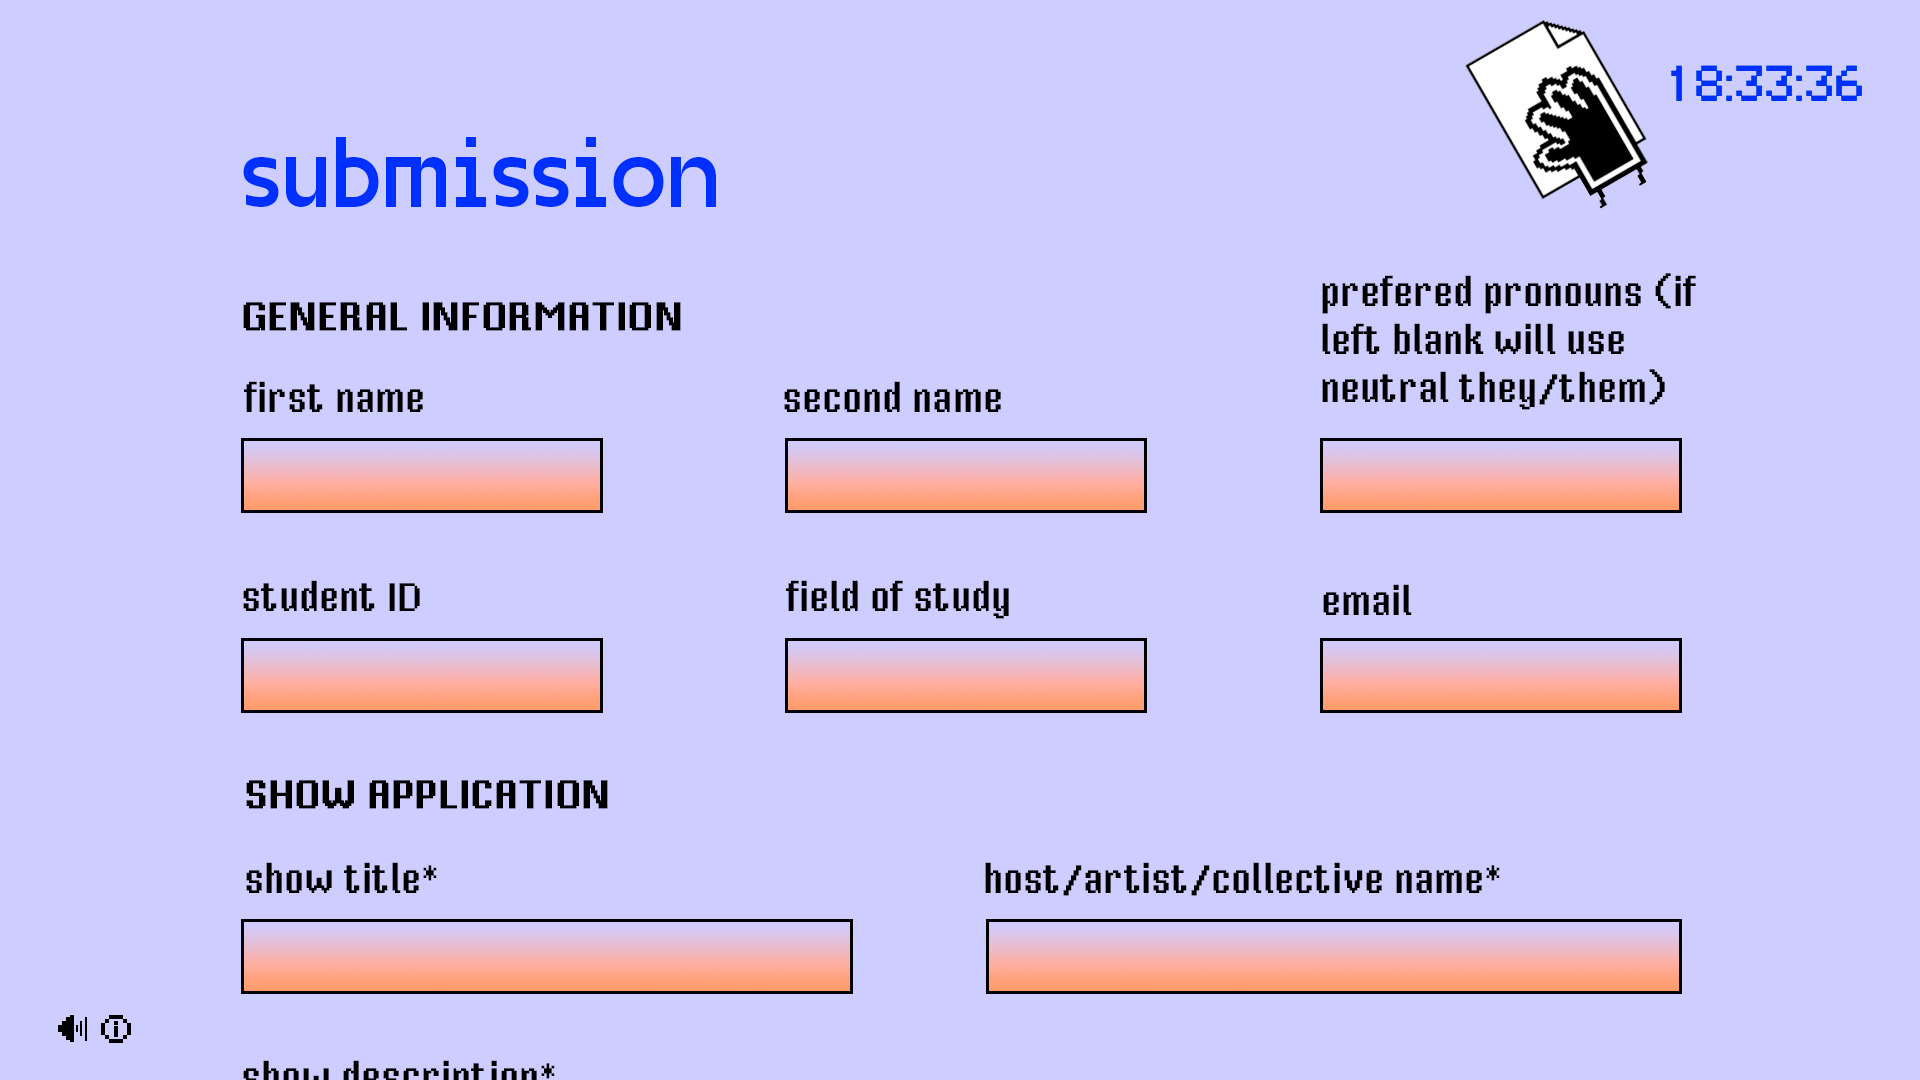 18:33:36
submission
GENERAL INFORMATION
first name
second name
prefered pronouns (if
left blank will use
neutral they/them)
student ID
field of study
email
SHOW APPLICATION
show title*
host/artist/collective name*
show description*